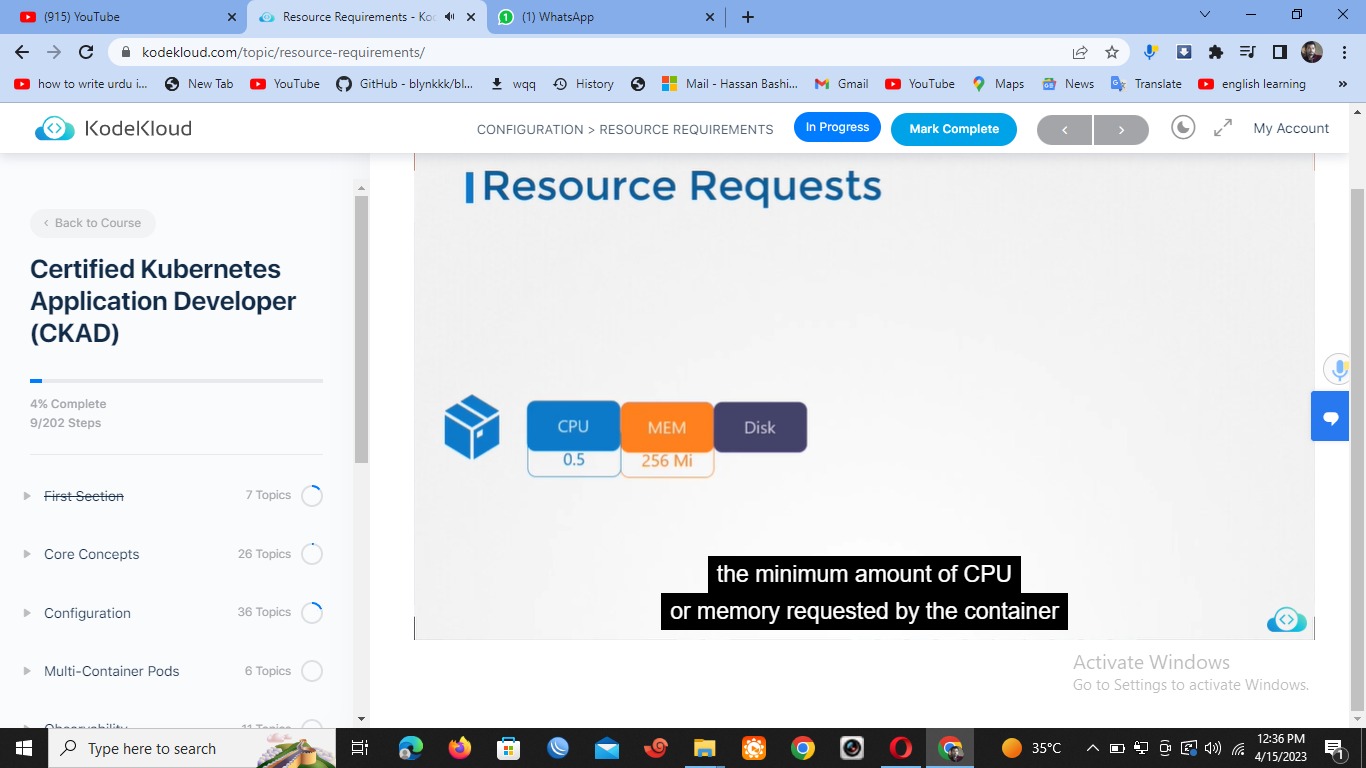 (915) YouTube
Resource Requirements - Ko
(1) WhatsApp
kodekloud.com/topic/resource-requirements/
how to write urdu i...
New Tab
YouTube
GitHub - blynkkk/bl...
wqq
History
Mail - Hassan Bashi...
Gmail
YouTube
Maps
News
Translate
english learning
»
KodeKloud
CONFIGURATION > RESOURCE REQUIREMENTS
In Progress
Mark Complete
My Account
Back to Course
Certified Kubernetes
Application Developer
(CKAD)
4% Complete
9/202 Steps
First Section
7 Topics
Core Concepts
26 Topics
Configuration
36 Topics
Multi-Container Pods
6 Topics
Observability
11 Topics
Resource Requests
CPU
MEM
Disk
0.5
256 Mi
the minimum amount of CPU
or memory requested by the container
Activate Windows
Go to Settings to activate Windows.
Type here to search
35°C
12:36 PM
4/15/2023
1